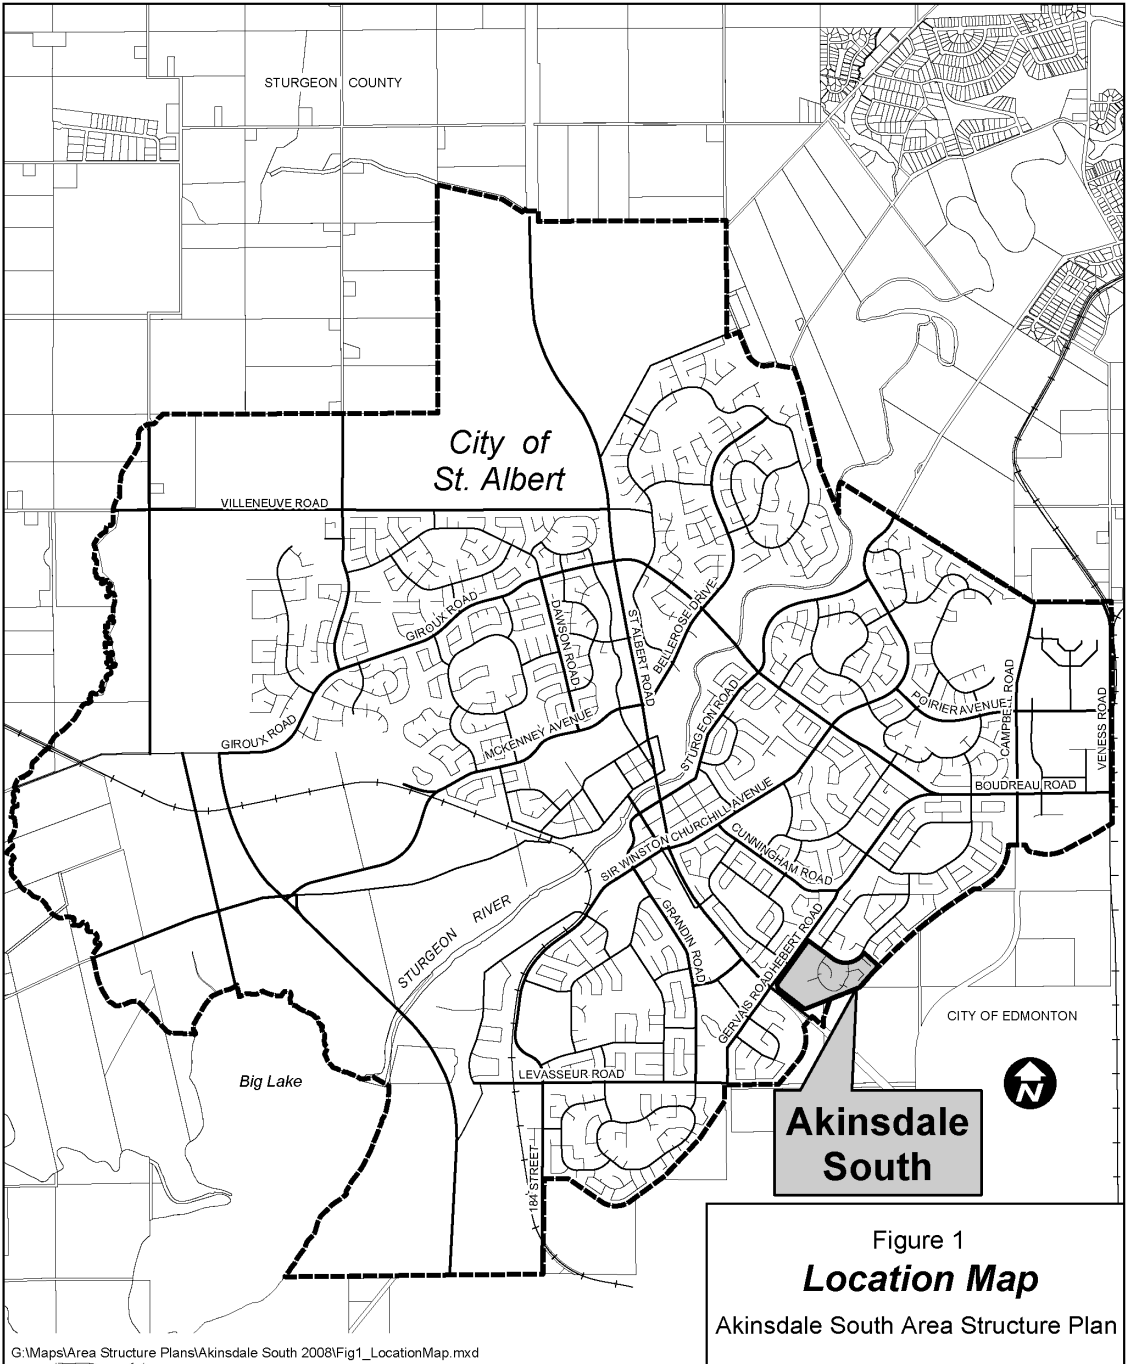 STURGEON COUNTY
City of
St. Albert
VILLENEUVE ROAD
GIROUX ROAD
DAWSON ROAD
ST ALBERT ROAD
BELLEROSE DRIVE
GIROUX ROAD
MCKENNEY AVENUE
STURGEON ROAD
POIRIER AVENUE
CAMPBELL ROAD
VENESS ROAD
BOUDREAU ROAD
SIR WINSTON CHURCHILL AVENUE
CUNNINGHAM ROAD
STURGEON RIVER
GRANDIN ROAD
HEBERT ROAD
GERVAIS ROAD
CITY OF EDMONTON
Big Lake
LEVASSEUR ROAD
N
Akinsdale
South
184 STREET
Figure 1
Location Map
Akinsdale South Area Structure Plan
G:\Maps\Area Structure Plans\Akinsdale South 2008\Fig1_LocationMap.mxd